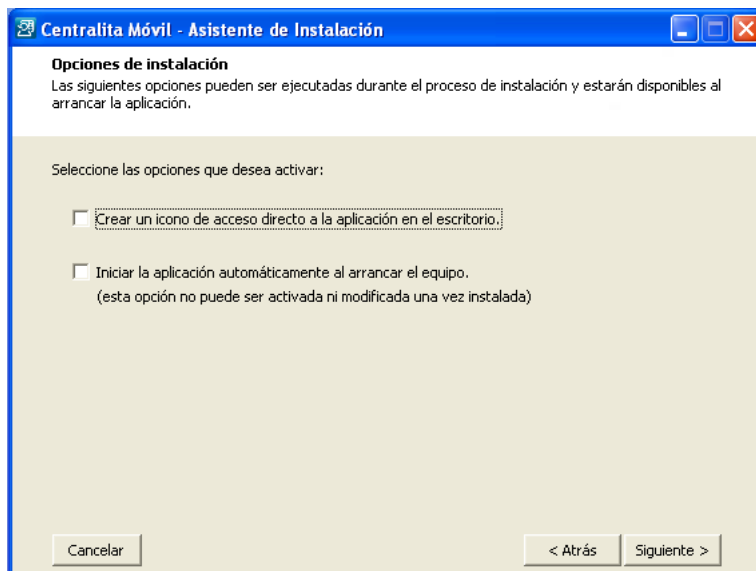 Centralita Móvil - Asistente de Instalación
Opciones de instalación
Las siguientes opciones pueden ser ejecutadas durante el proceso de instalación y estarán disponibles al
arrancar la aplicación.
Seleccione las opciones que desea activar:
Crear un icono de acceso directo a la aplicación en el escritorio.
Iniciar la aplicación automáticamente al arrancar el equipo.
(esta opción no puede ser activada ni modificada una vez instalada)
Cancelar
< Atrás
Siguiente >